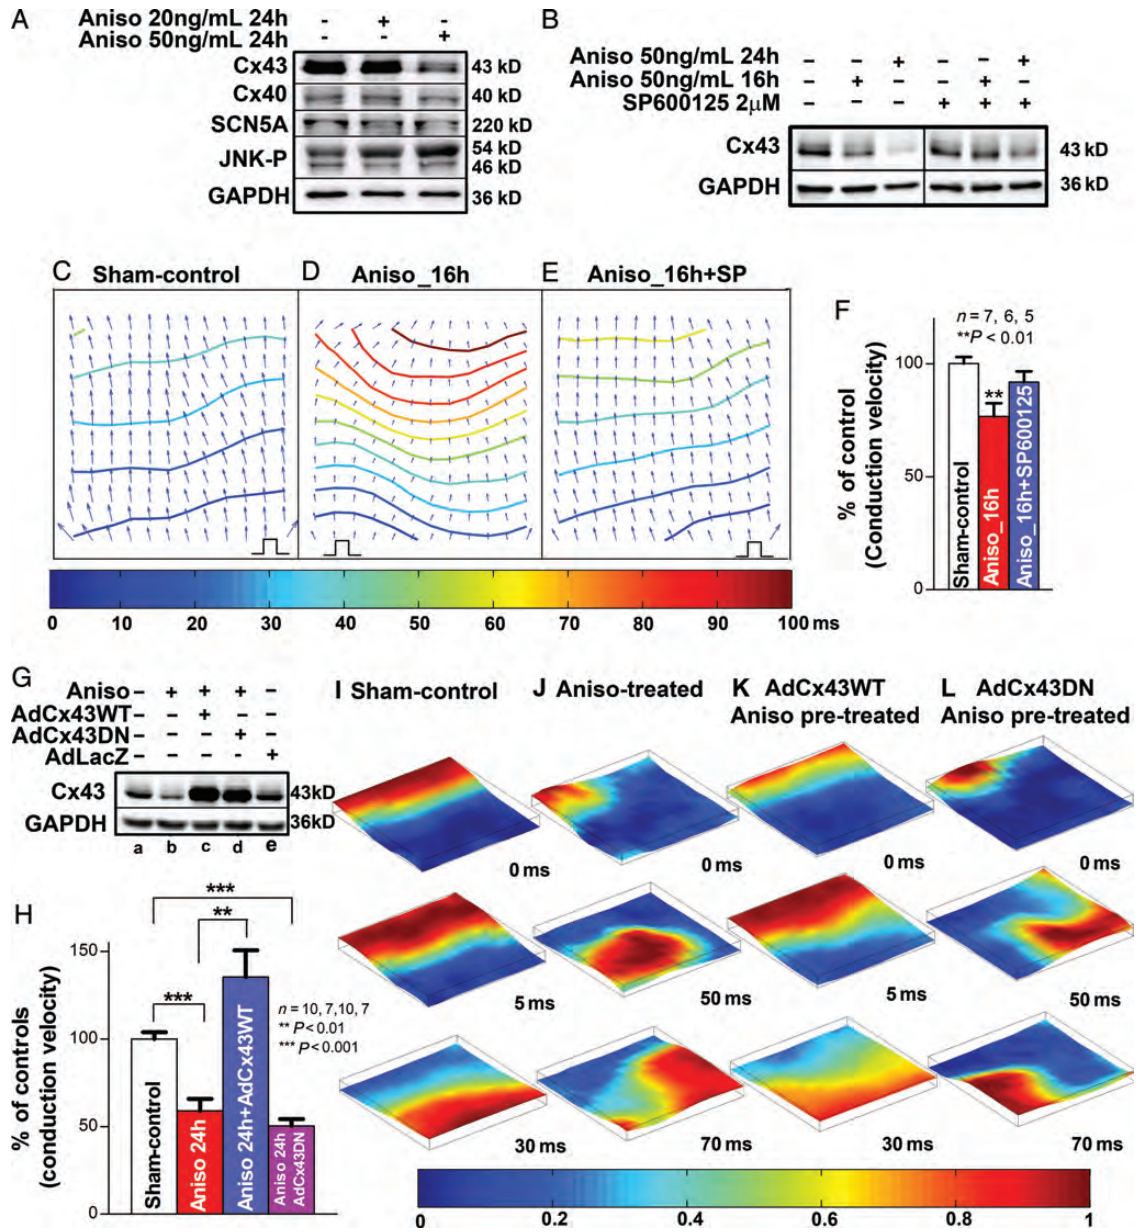 A
Aniso 20ng/mL 24h - + -
Aniso 50ng/mL 24h - - +
Cx43 43 kD
Cx40 40 kD
SCN5A 220 kD
JNK-P 54 kD
46 kD
GAPDH 36 kD
B
Aniso 50ng/mL 24h – – + – – +
Aniso 50ng/mL 16h – + – – + –
SP600125 2μM – – – + + +
Cx43 43 kD
GAPDH 36 kD
C Sham-control
D Aniso_16h
E Aniso_16h+SP
0 10 20 30 40 50 60 70 80 90 100 ms
F
n = 7, 6, 5
**P < 0.01
% of control
(Conduction velocity)
100
50
0
**
Sham-control
Aniso_16h
Aniso_16h+SP600125
G
Aniso – + + + –
AdCx43WT – – + – –
AdCx43DN – – – + –
AdLacZ – – – – +
Cx43 43kD
GAPDH 36kD
a b c d e
H
% of controls
(conduction velocity)
150
100
50
0
***
**
***
n = 10, 7,10, 7
** P < 0.01
*** P < 0.001
Sham-control
Aniso 24h
Aniso 24h+AdCx43WT
Aniso 24h
AdCx43DN
I Sham-control
0 ms
5 ms
30 ms
J Aniso-treated
0 ms
50 ms
70 ms
K AdCx43WT
Aniso pre-treated
0 ms
5 ms
30 ms
L AdCx43DN
Aniso pre-treated
0 ms
50 ms
70 ms
0 0.2 0.4 0.6 0.8 1